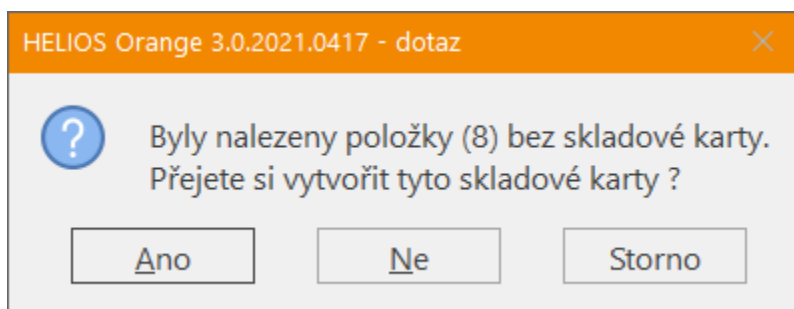 HELIOS Orange 3.0.2021.0417 - dotaz
Byly nalezeny položky (8) bez skladové karty.
Přejete si vytvořit tyto skladové karty ?
Ano Ne Storno